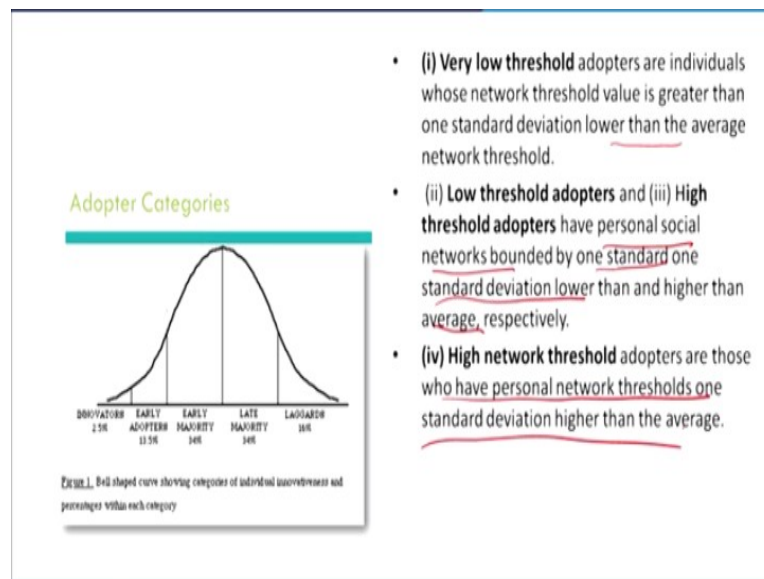 Adopter Categories
INNOVATORS EARLY EARLY LATE LAGGARDS
2.5% ADOPTERS MAJORITY MAJORITY 16%
13.5% 34% 34%
Figure 1. Bell shaped curve showing categories of individual innovativeness and
percentages within each category
• (i) Very low threshold adopters are individuals
whose network threshold value is greater than
one standard deviation lower than the average
network threshold.
• (ii) Low threshold adopters and (iii) High
threshold adopters have personal social
networks bounded by one standard one
standard deviation lower than and higher than
average, respectively.
• (iv) High network threshold adopters are those
who have personal network thresholds one
standard deviation higher than the average.